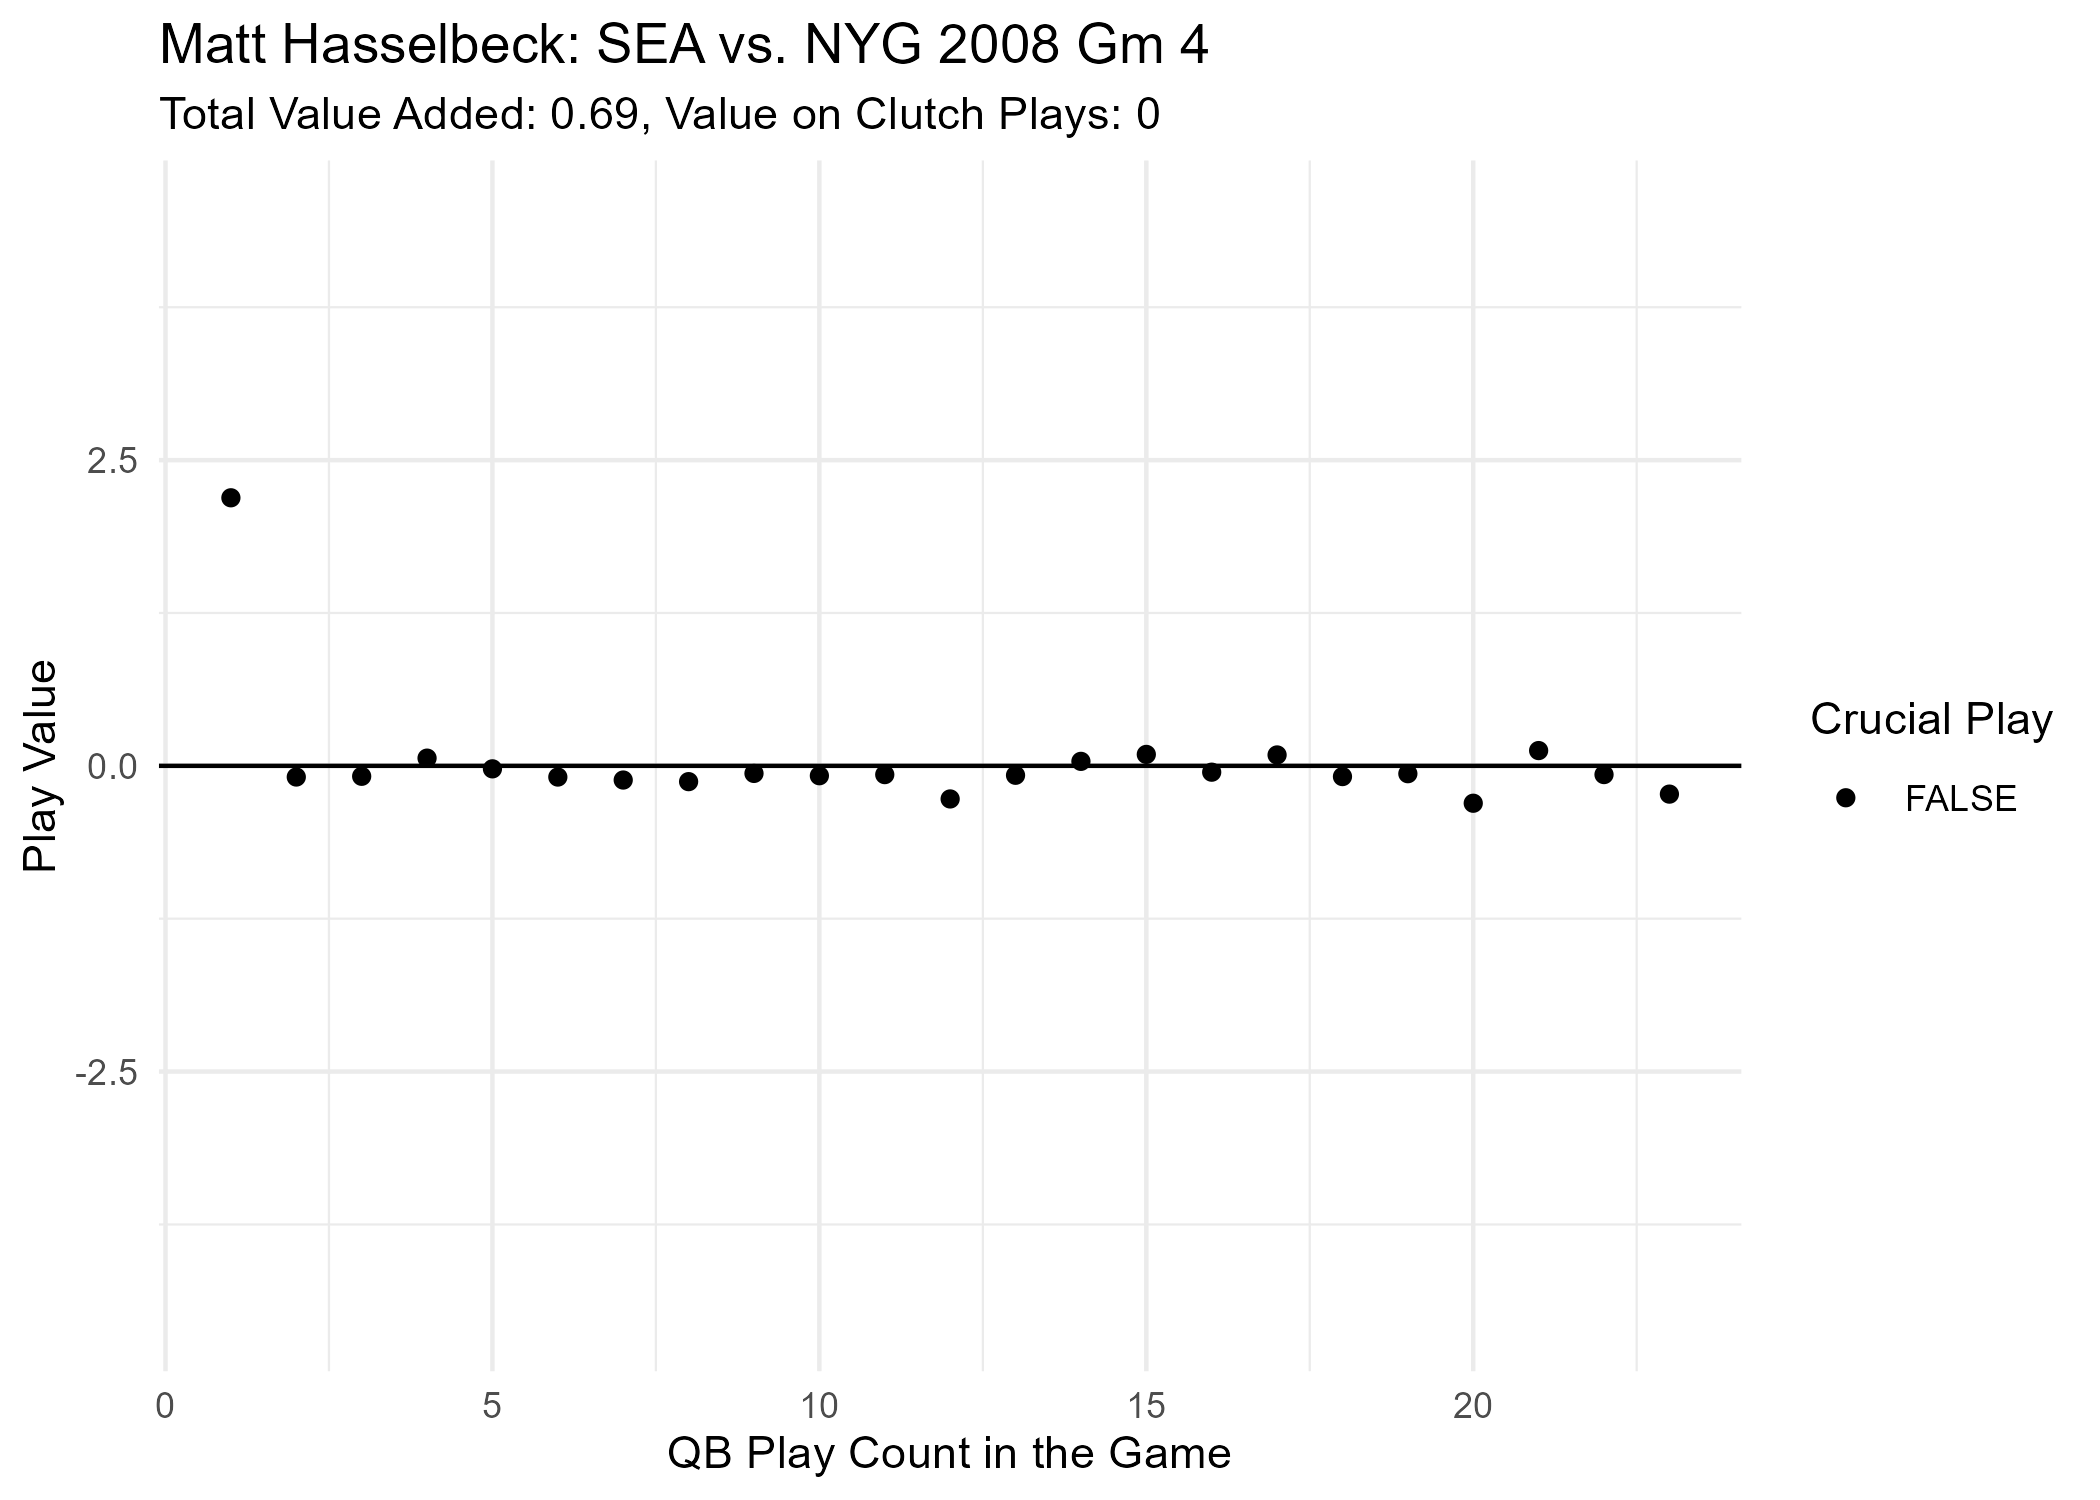 Matt Hasselbeck: SEA vs. NYG 2008 Gm 4
Total Value Added: 0.69, Value on Clutch Plays: 0
2.5
0.0
-2.5
Play Value
0 5 10 15 20
QB Play Count in the Game
Crucial Play
FALSE